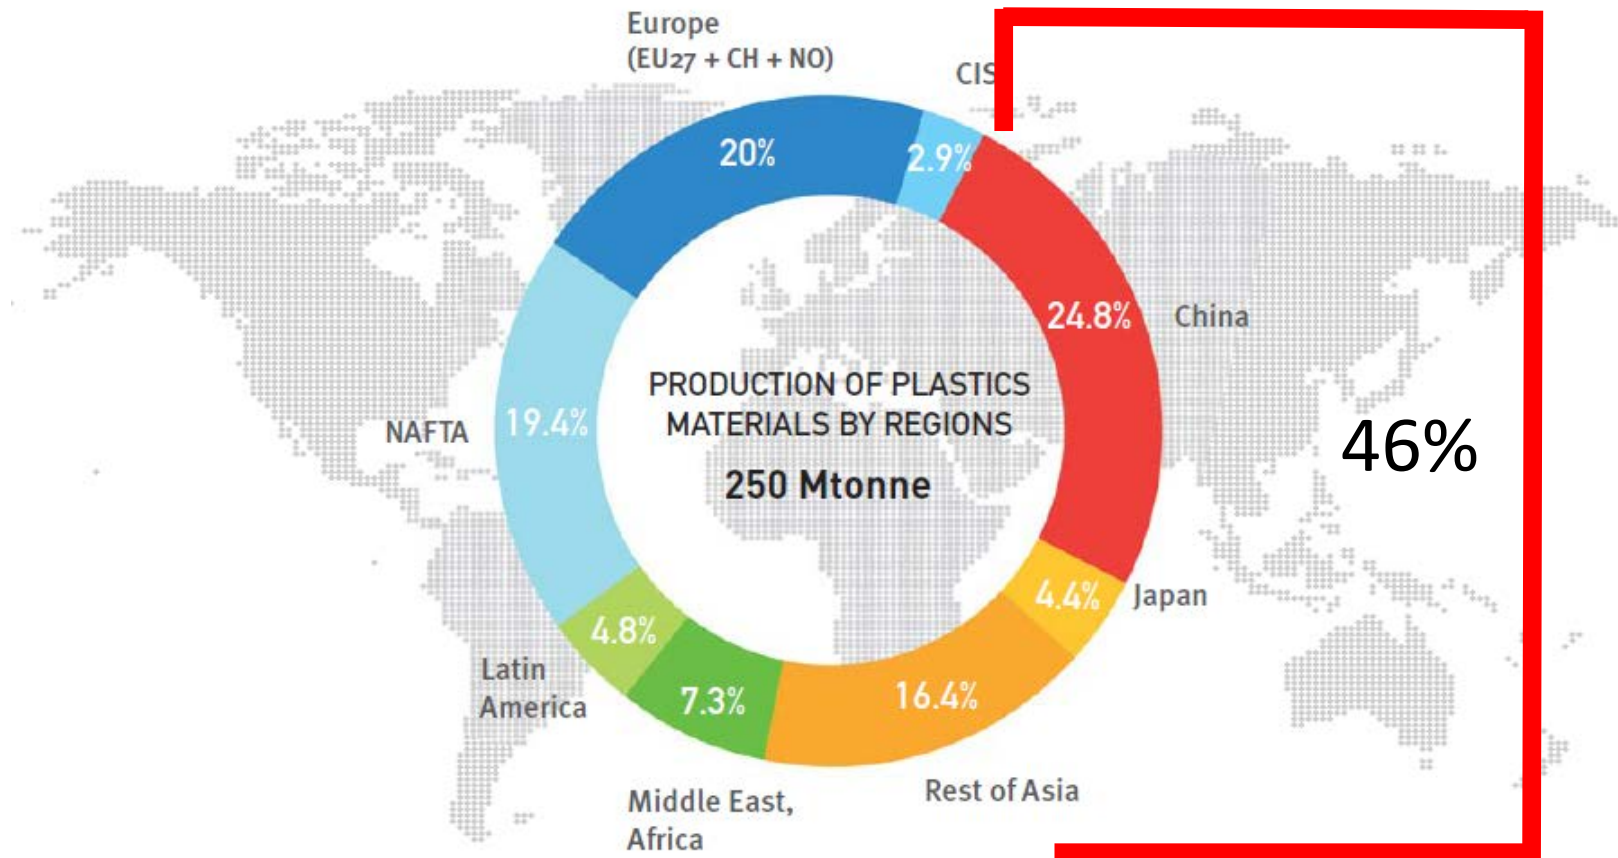 Europe
(EU27 + CH + NO)
CIS
20%
2.9%
24.8%
China
PRODUCTION OF PLASTICS
MATERIALS BY REGIONS
250 Mtonne
NAFTA
19.4%
46%
4.4%
Japan
4.8%
Latin
America
7.3%
16.4%
Rest of Asia
Middle East,
Africa